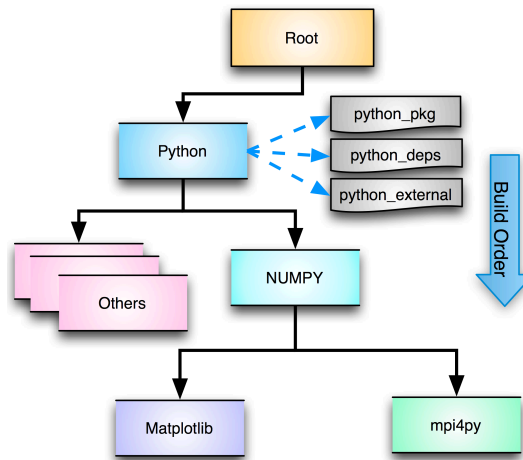 Root
python_pkg
Python
python_deps
python_external
Build Order
NUMPY
Others
Matplotlib
mpi4py